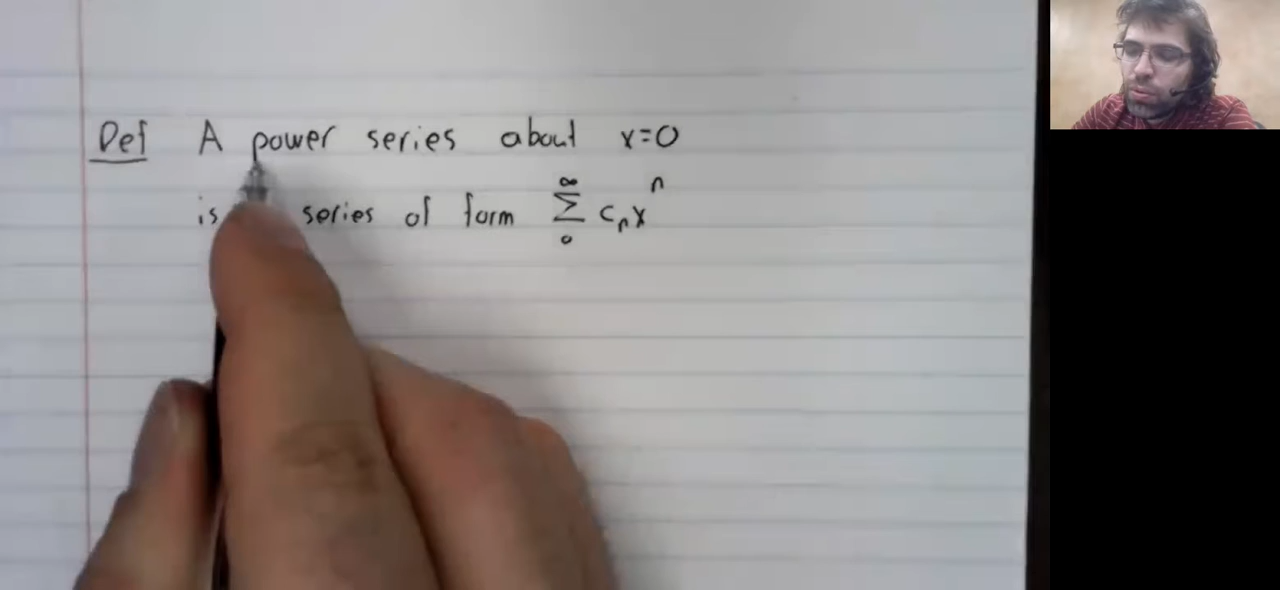 Def A power series about x=0
is series of form ∞∑0 cₙxⁿ